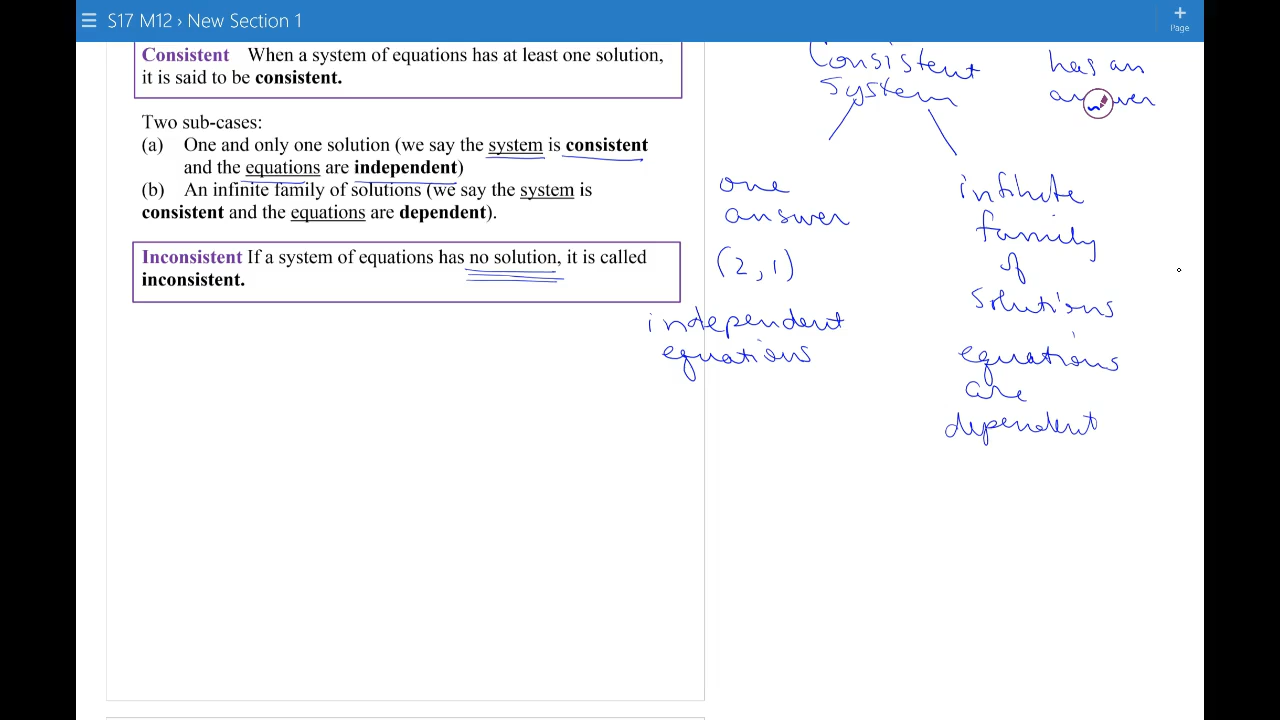 S17 M12 › New Section 1
Page
Consistent When a system of equations has at least one solution,
it is said to be consistent.
Two sub-cases:
(a) One and only one solution (we say the system is consistent
and the equations are independent)
(b) An infinite family of solutions (we say the system is
consistent and the equations are dependent).
Inconsistent If a system of equations has no solution, it is called
inconsistent.
Consistent
System
has an
one
answer
(2, 1)
independent
equations
infinite
family
of
solutions
equations
are
dependent